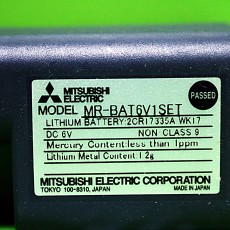 PASSED
MITSUBISHI
ELECTRIC
MODEL MR-BAT6V1SET
LITHIUM BATTERY:2CR17335A WK17
DC 6V NON CLASS 9
Mercury Content:less than 1ppm
Lithium Metal Content:1.2g
MITSUBISHI ELECTRIC CORPORATION
TOKYO 100-8310, JAPAN MADE IN JAPAN